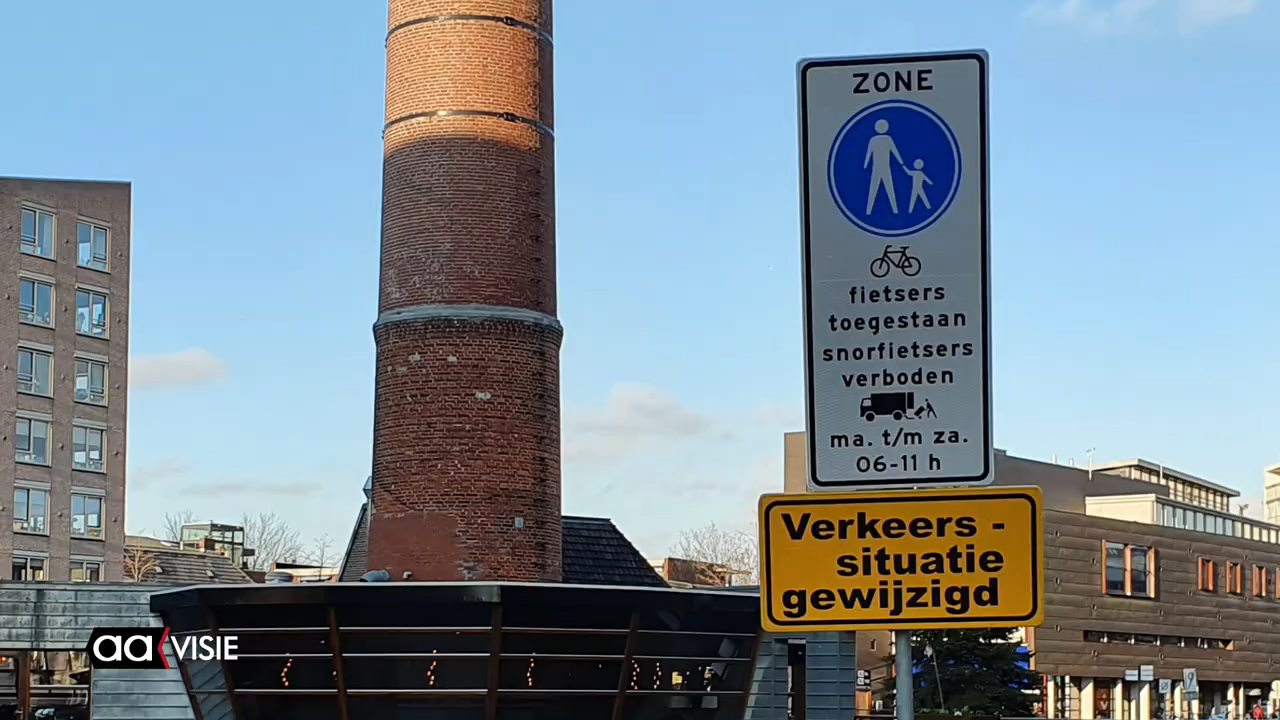 ZONE
fietsers
toegestaan
snorfietsers
verboden
ma. t/m za.
06-11 h
Verkeers -
situatie
gewijzigd
aa VISIE